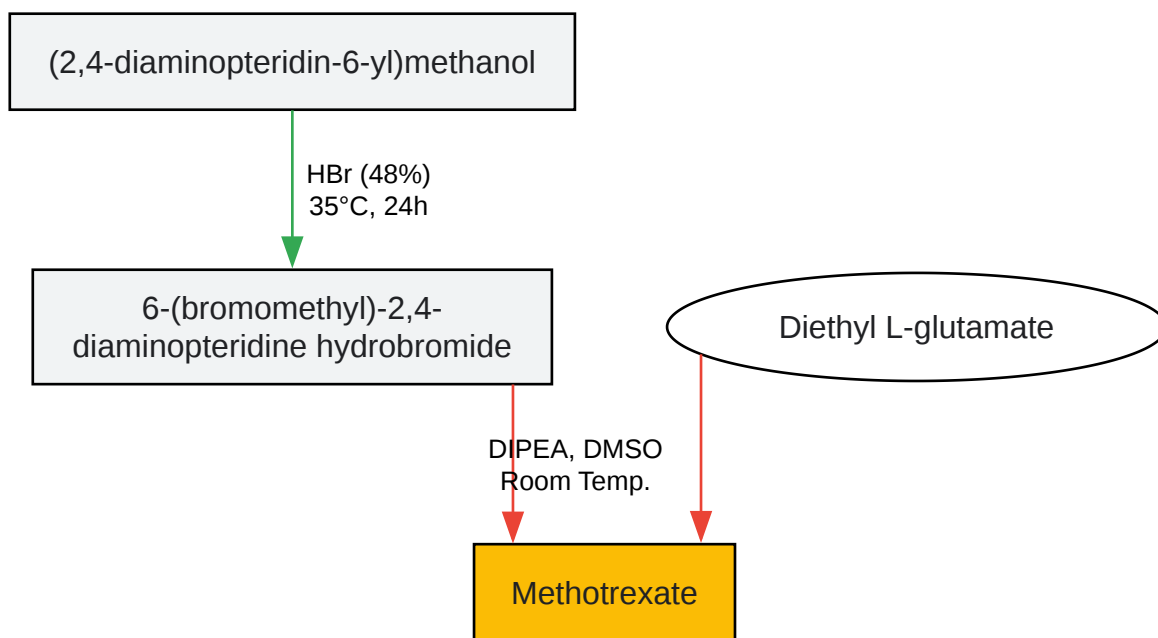 (2,4-diaminopteridin-6-yl)methanol
HBr (48%)
35°C, 24h
6-(bromomethyl)-2,4-
diaminopteridine hydrobromide
Diethyl L-glutamate
DIPEA, DMSO
Room Temp.
Methotrexate